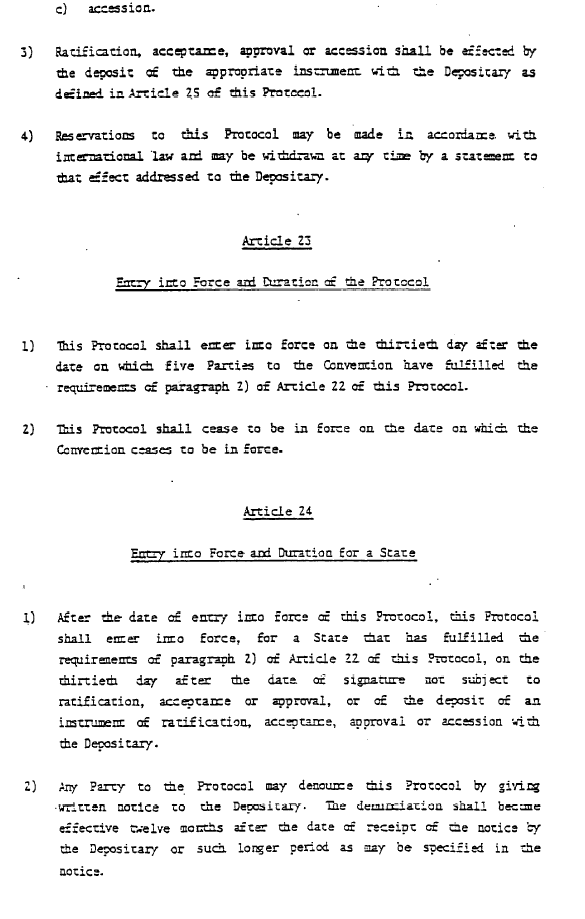 c) accession.
3) Ratification, acceptance, approval or accession shall be effected by
the deposit of the appropriate instrument with the Depositary as
defined in Article 25 of this Protocol.
4) Reservations to this Protocol may be made in accordance with
international law and may be withdrawn at any time by a statement to
that effect addressed to the Depositary.
Article 23
Entry into Force and Duration of the Protocol
1) This Protocol shall enter into force on the thirtieth day after the
date on which five Parties to the Convention have fulfilled the
requirements of paragraph 2) of Article 22 of this Protocol.
2) This Protocol shall cease to be in force on the date on which the
Convention ceases to be in force.
Article 24
Entry into Force and Duration for a State
1) After the date of entry into force of this Protocol, this Protocol
shall enter into force, for a State that has fulfilled the
requirements of paragraph 2) of Article 22 of this Protocol, on the
thirtieth day after the date of signature not subject to
ratification, acceptance or approval, or of the deposit of an
instrument of ratification, acceptance, approval or accession with
the Depositary.
2) Any Party to the Protocol may denounce this Protocol by giving
written notice to the Depositary. The denunciation shall become
effective twelve months after the date of receipt of the notice by
the Depositary or such longer period as may be specified in the
notice.